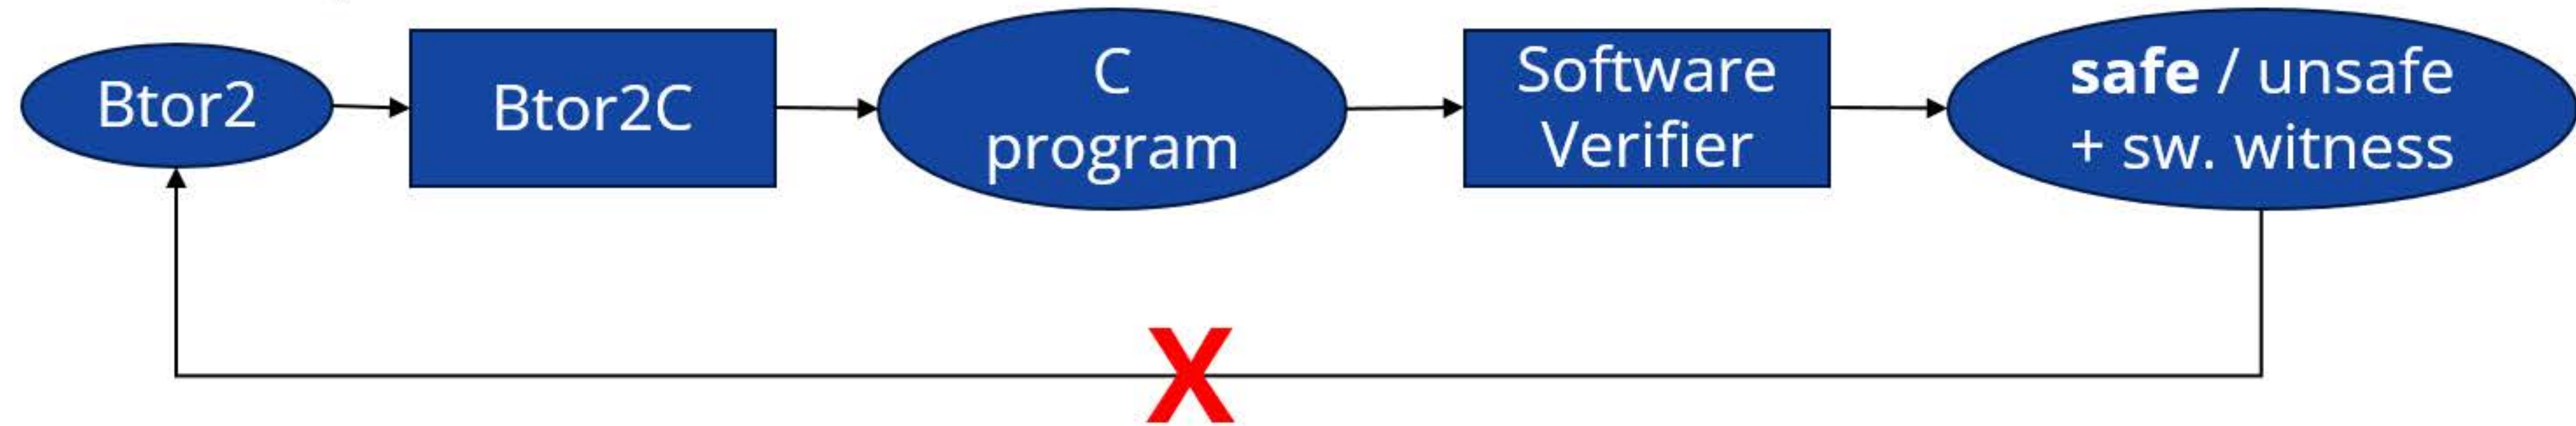 Btor2
Btor2C
C
program
Software
Verifier
safe / unsafe
+ sw. witness
X